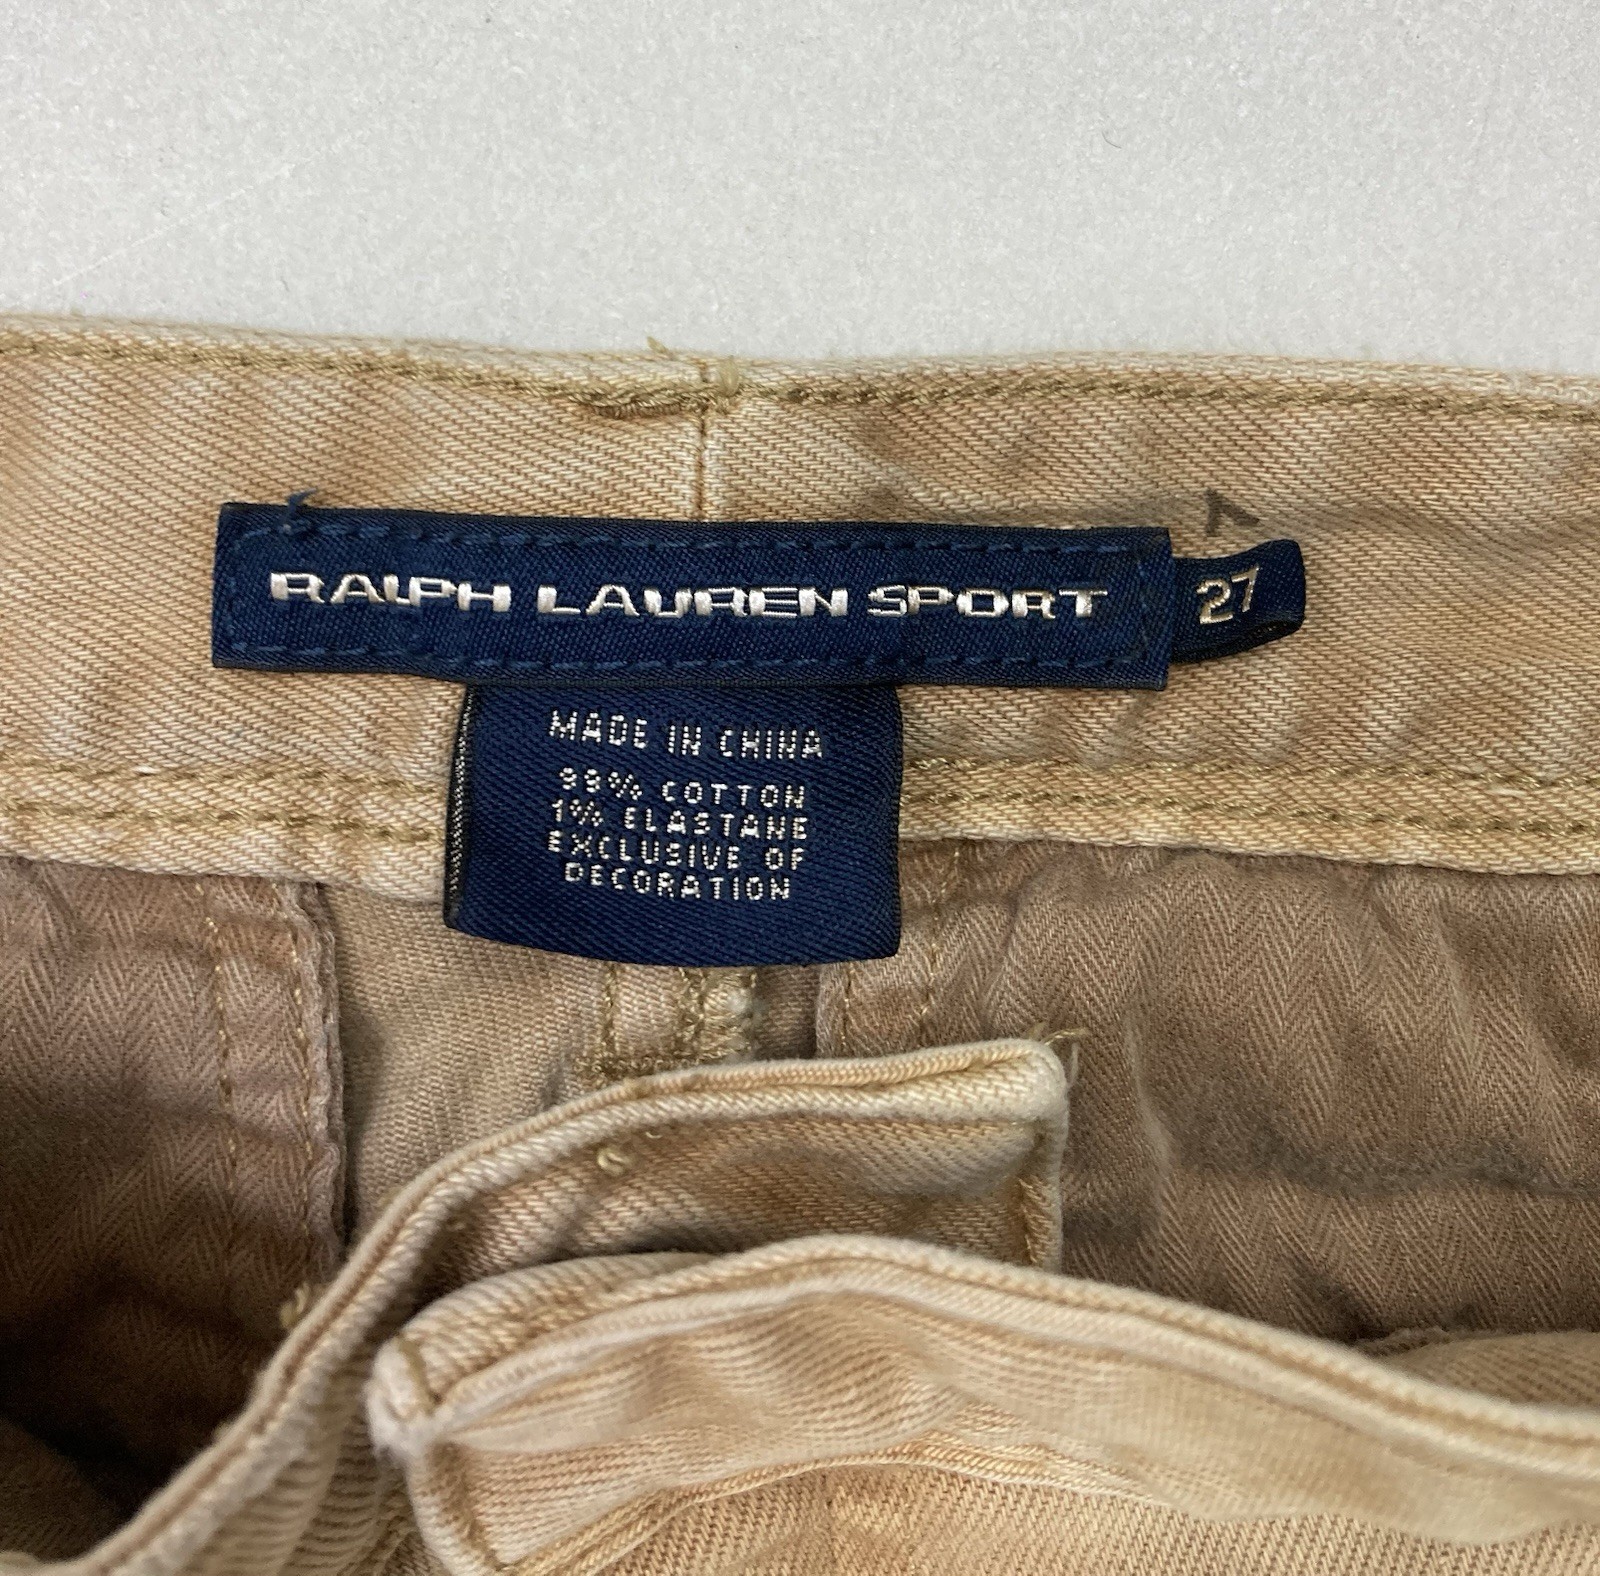 RALPH LAUREN SPORT
27
MADE IN CHINA
99% COTTON
1% ELASTANE
EXCLUSIVE OF
DECORATION